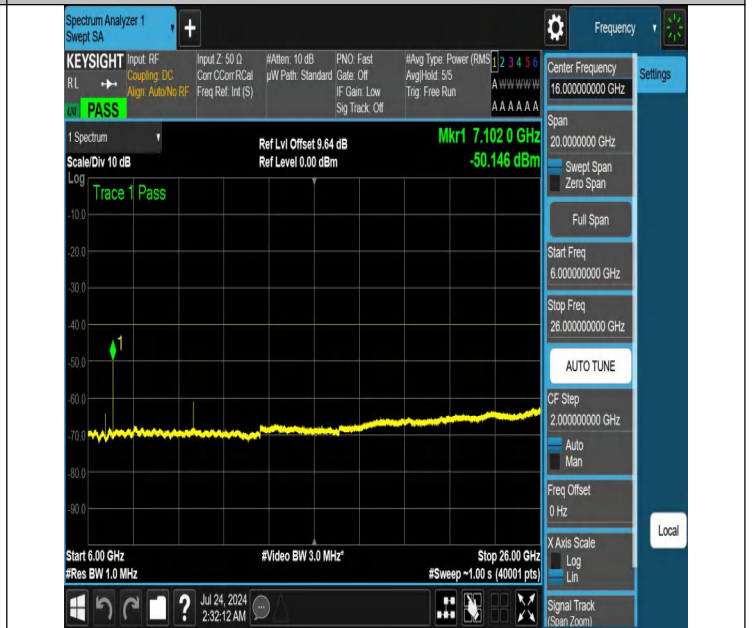 Spectrum Analyzer 1
Swept SA
+
Frequency
KEYSIGHT
RL
PASS
Input: RF
Coupling: DC
Align: Auto/No RF
Input Z: 50 Ω
Corr CCorr RCal
Freq Ref: Int (S)
#Atten: 10 dB
µW Path: Standard
PNO: Fast
Gate: Off
IF Gain: Low
Sig Track: Off
#Avg Type: Power (RMS
Avg|Hold: 5/5
Trig: Free Run
1 2 3 4 5 6
A W W W W W
A A A A A A
1 Spectrum
Scale/Div 10 dB
Ref Lvl Offset 9.64 dB
Ref Level 0.00 dBm
Mkr1 7.102 0 GHz
-50.146 dBm
Log
Trace 1 Pass
-10.0
-20.0
-30.0
-40.0
1
-50.0
-60.0
-70.0
-80.0
-90.0
Start 6.00 GHz
#Res BW 1.0 MHz
#Video BW 3.0 MHz*
Stop 26.00 GHz
#Sweep ~1.00 s (40001 pts)
?
Jul 24, 2024
2:32:12 AM
Center Frequency
16.000000000 GHz
Settings
Span
20.0000000 GHz
Swept Span
Zero Span
Full Span
Start Freq
6.000000000 GHz
Stop Freq
26.000000000 GHz
AUTO TUNE
CF Step
2.000000000 GHz
Auto
Man
Freq Offset
0 Hz
X Axis Scale
Log
Lin
Signal Track
(Span Zoom)
Local